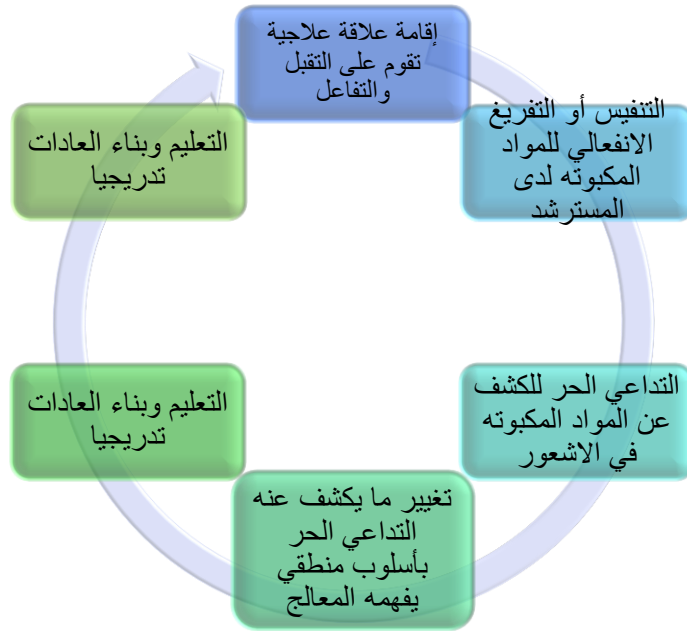 إقامة علاقة علاجية
تقوم على التقبل
والتفاعل
التنفيس أو التفريغ
الانفعالي للمواد
المكبوته لدى
المسترشد
التداعي الحر للكشف
عن المواد المكبوته
في الاشعور
تغيير ما يكشف عنه
التداعي الحر
بأسلوب منطقي
يفهمه المعالج
التعليم وبناء العادات
تدريجيا
التعليم وبناء العادات
تدريجيا